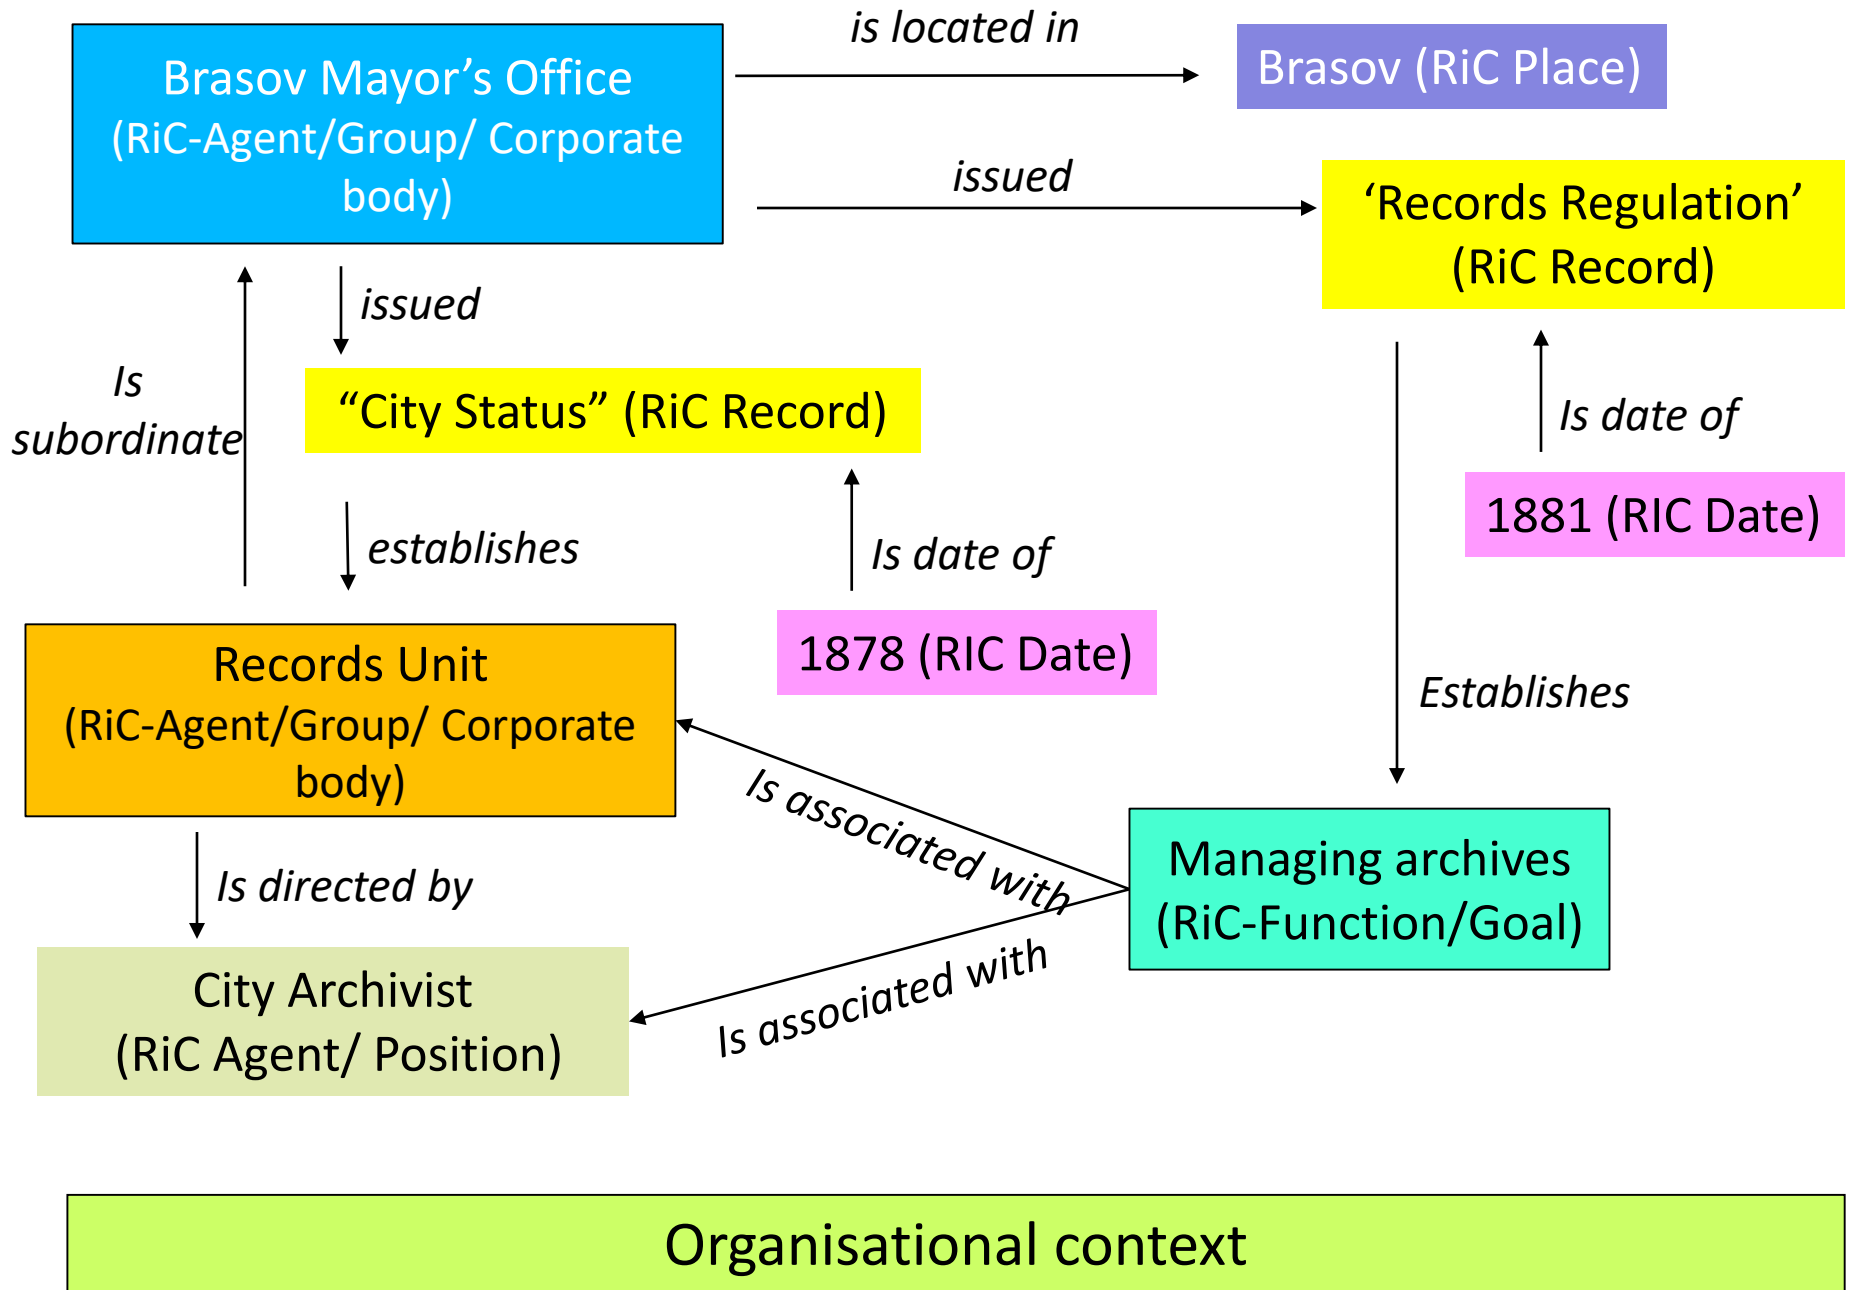 is located in
Brasov Mayor’s Office
(RiC-Agent/Group/ Corporate
body)
Brasov (RiC Place)
issued
‘Records Regulation’
(RiC Record)
issued
Is
subordinate
“City Status” (RiC Record)
Is date of
1881 (RIC Date)
establishes
Is date of
1878 (RIC Date)
Records Unit
(RiC-Agent/Group/ Corporate
body)
Establishes
Is associated with
Managing archives
(RiC-Function/Goal)
Is directed by
Is associated with
City Archivist
(RiC Agent/ Position)
Organisational context